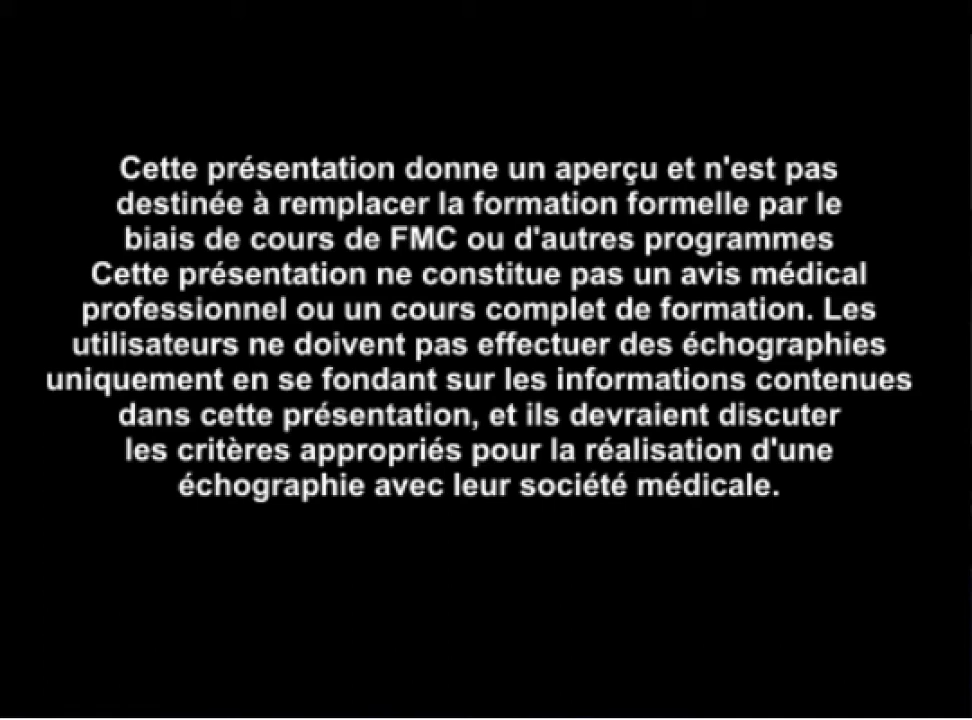 Cette présentation donne un aperçu et n'est pas
destinée à remplacer la formation formelle par le
biais de cours de FMC ou d'autres programmes
Cette présentation ne constitue pas un avis médical
professionnel ou un cours complet de formation. Les
utilisateurs ne doivent pas effectuer des échographies
uniquement en se fondant sur les informations contenues
dans cette présentation, et ils devraient discuter
les critères appropriés pour la réalisation d'une
échographie avec leur société médicale.